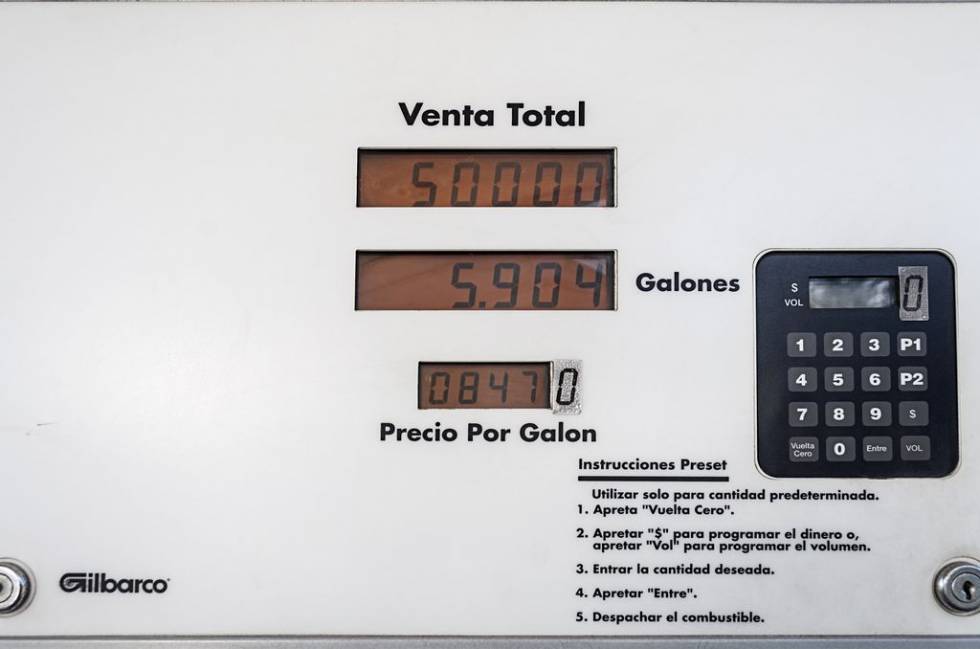 Venta Total
50000
5.904
Galones
08470
Precio Por Galon
$
VOL
0
1 2 3 P1
4 5 6 P2
7 8 9 $
Vuelta Cero 0 Entre VOL
Instrucciones Preset
Utilizar solo para cantidad predeterminada.
1. Apreta "Vuelta Cero".
2. Apretar "$" para programar el dinero o,
apretar "Vol" para programar el volumen.
3. Entrar la cantidad deseada.
4. Apretar "Entre".
5. Despachar el combustible.
Gilbarco